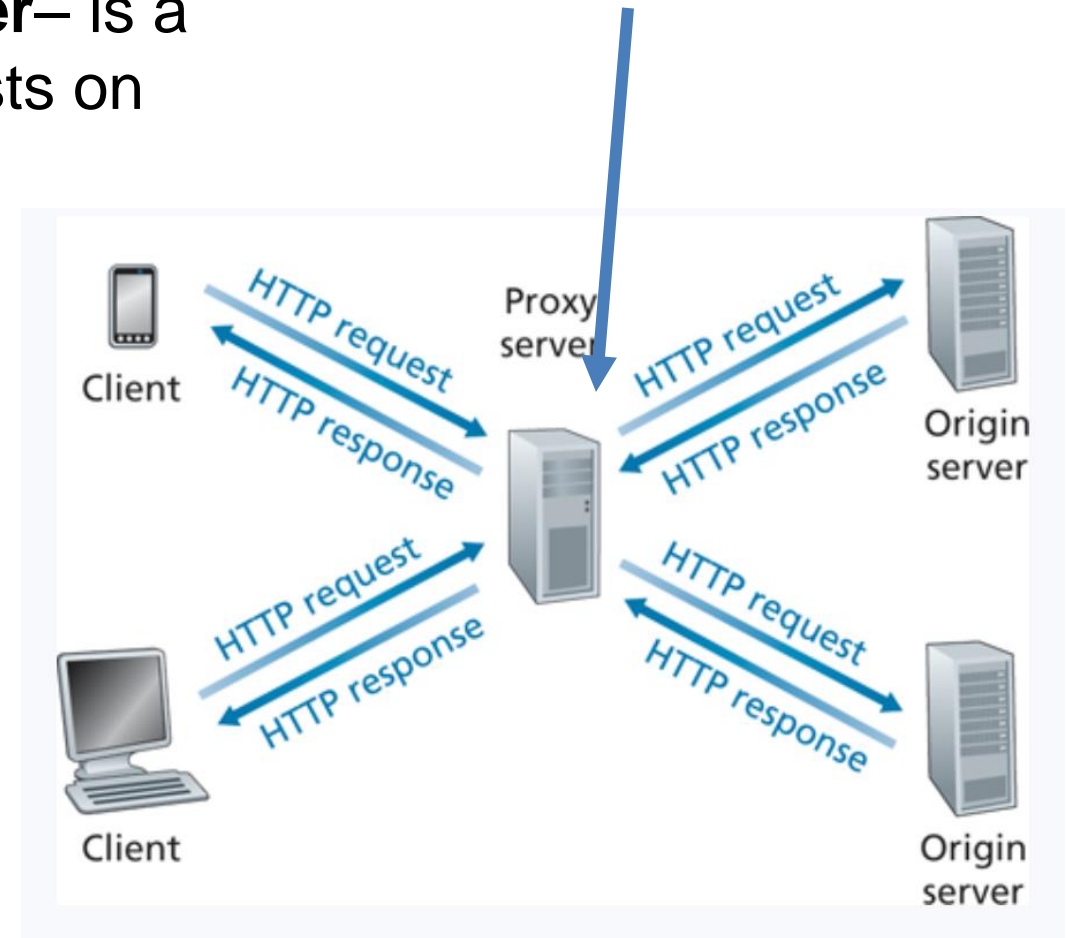 er– is a
sts on
HTTP request
HTTP response
Client
Proxy
server
HTTP request
HTTP response
Origin
server
HTTP request
HTTP response
Client
HTTP request
HTTP response
Origin
server